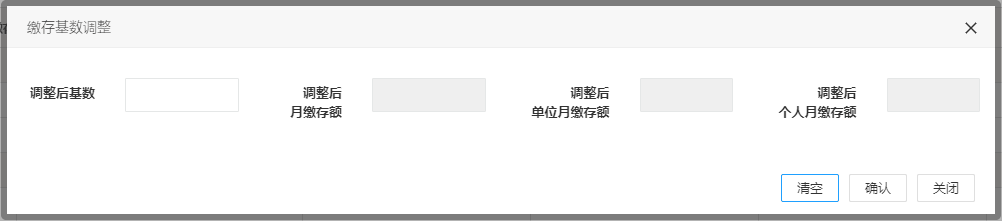 缴存基数调整
调整后基数
调整后
月缴存额
调整后
单位月缴存额
调整后
个人月缴存额
清空
确认
关闭